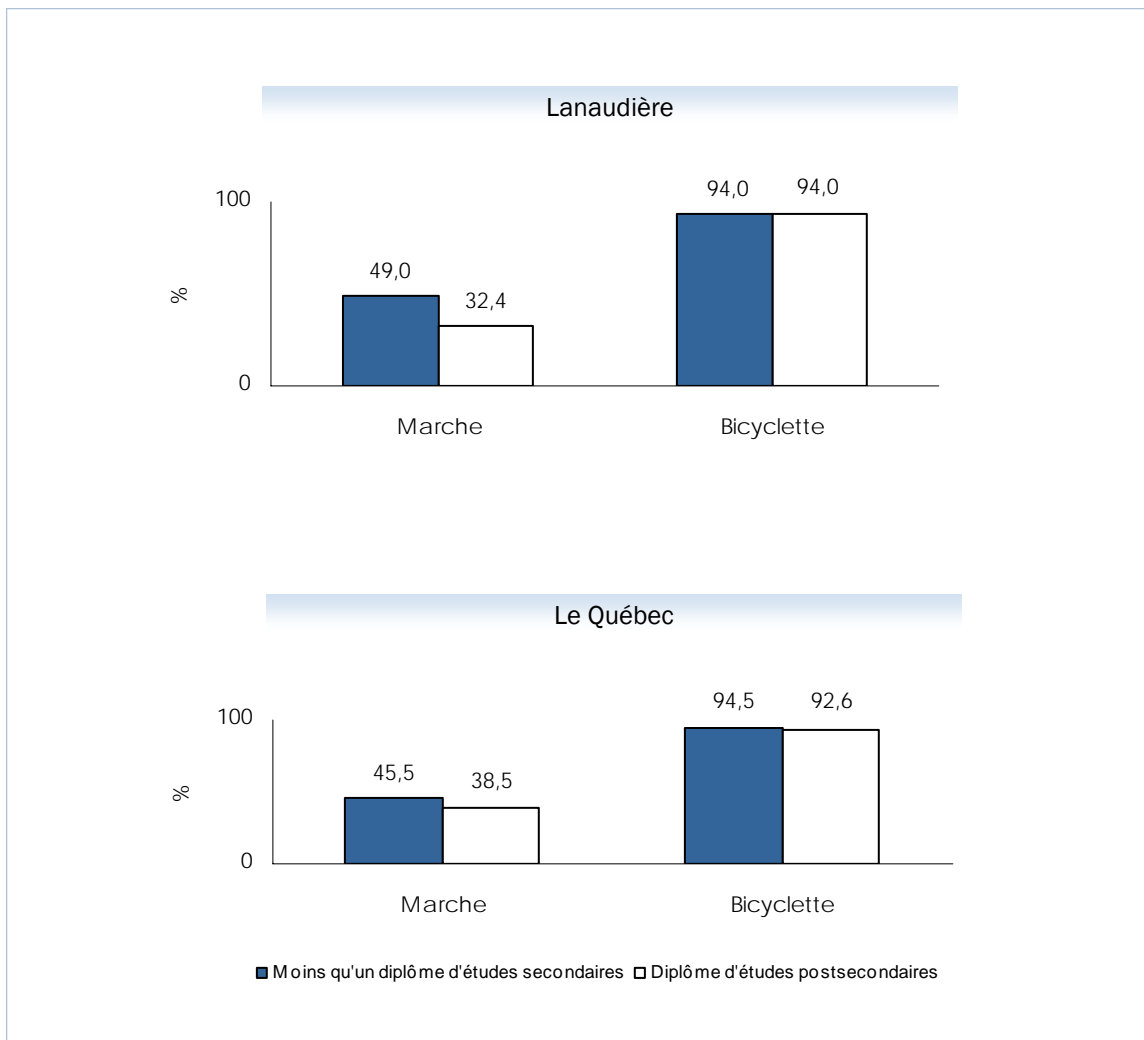 Lanaudière
94,0 94,0
100
49,0
32,4
%
0
Marche Bicyclette
Le Québec
94,5 92,6
100
45,5 38,5
%
0
Marche Bicyclette
Moins qu'un diplôme d'études secondaires Diplôme d'études postsecondaires